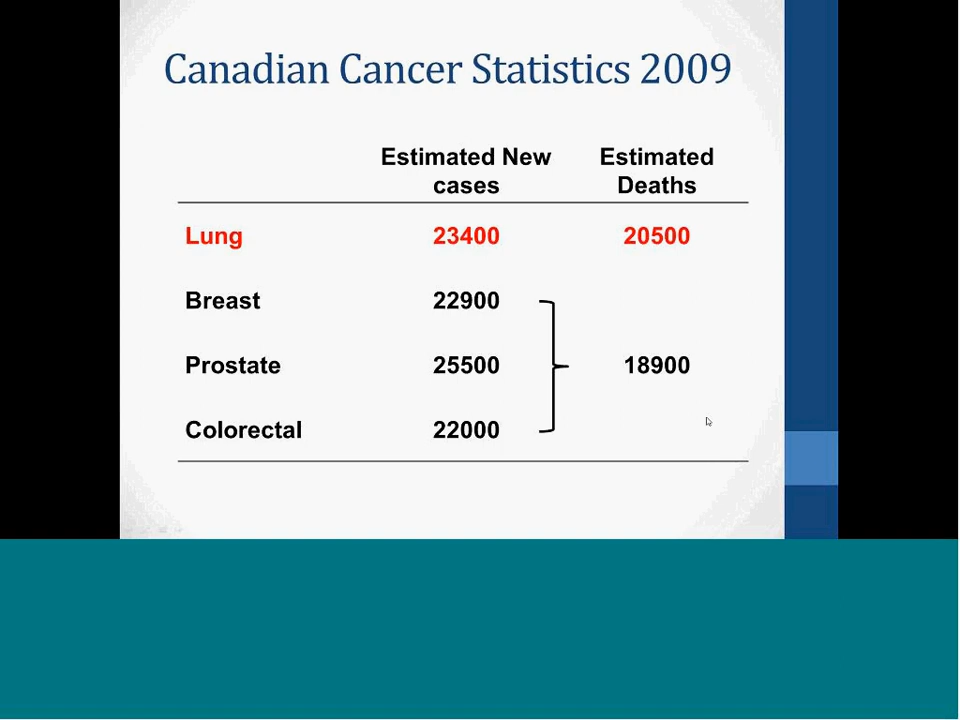 Canadian Cancer Statistics 2009
Estimated New cases Estimated Deaths
Lung 23400 20500
Breast 22900
Prostate 25500 18900
Colorectal 22000